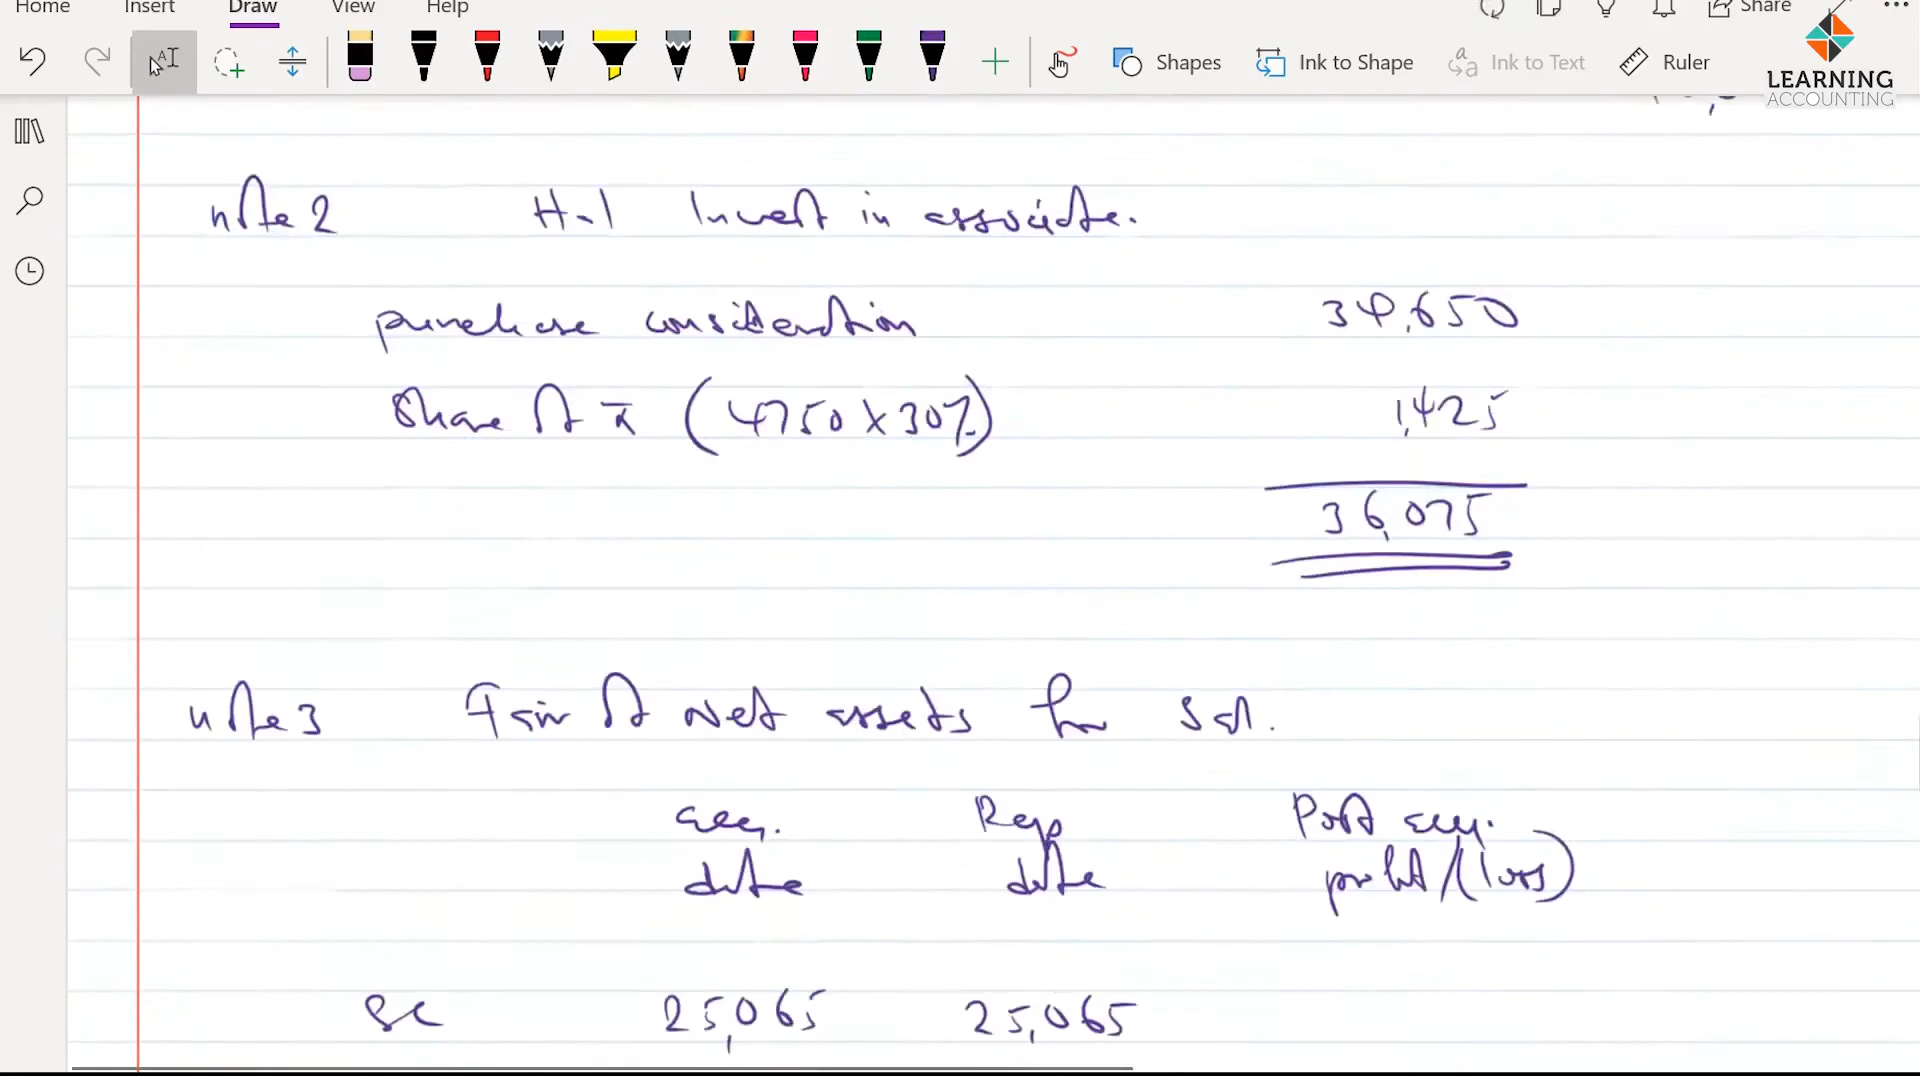 Home Insert Draw View Help Share
Shapes Ink to Shape Ink to Text Ruler
LEARNING
ACCOUNTING
note 2 H-1 Invest in associate.
purchase consideration 34,650
Share of π (4750 x 30%) 1,425
36,075
note 3 Fair of Net assets for
acq. Rep Post acq.
date date profit/(loss)
SC 25,065 25,065